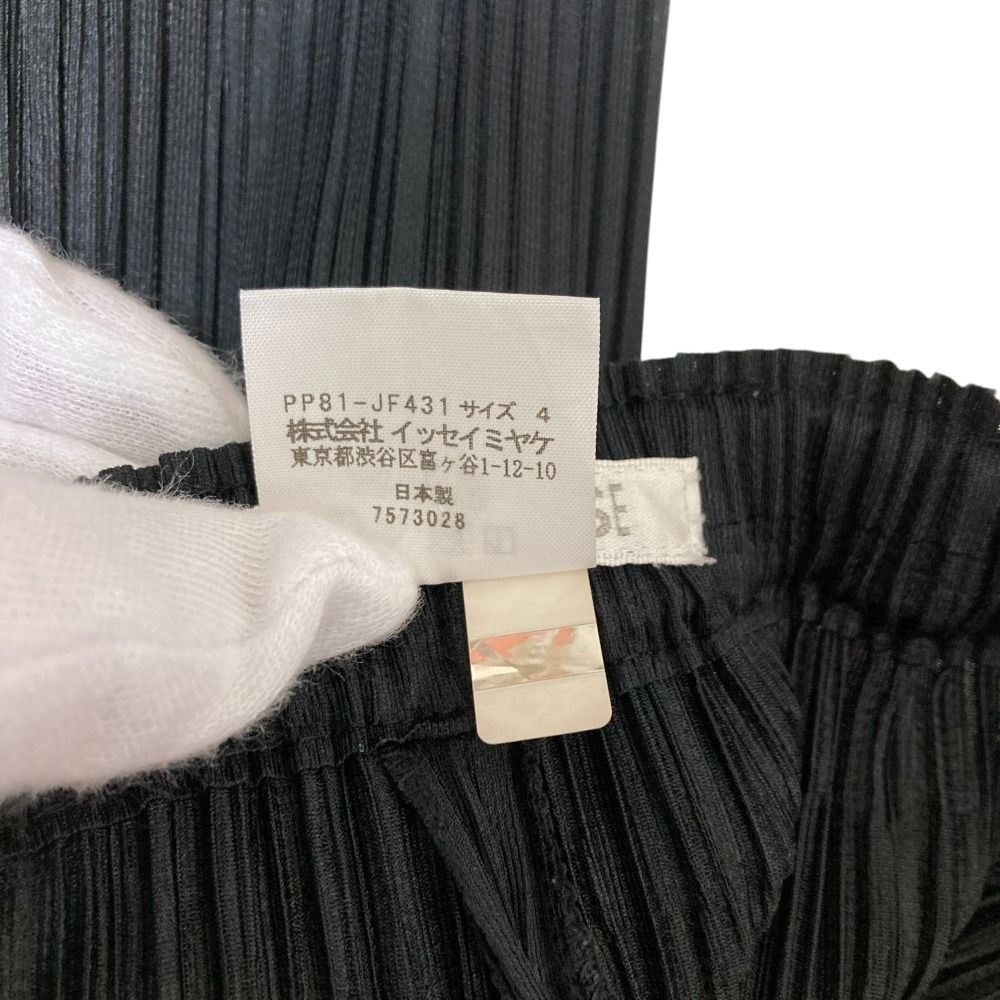 PP81-JF431 サイズ 4
株式会社 イッセイミヤケ
東京都渋谷区富ヶ谷1-12-10
日本製
7573028
SE